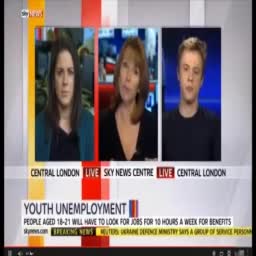 sky NEWS
CENTRAL LONDON LIVE SKY NEWS CENTRE LIVE CENTRAL LONDON
YOUTH UNEMPLOYMENT
PEOPLE AGED 18-21 WILL HAVE TO LOOK FOR JOBS FOR 10 HOURS A WEEK FOR BENEFITS
skynews.com BREAKING NEWS REUTERS: UKRAINE DEFENCE MINISTRY SAYS A GROUP OF SERVICE PERSONN